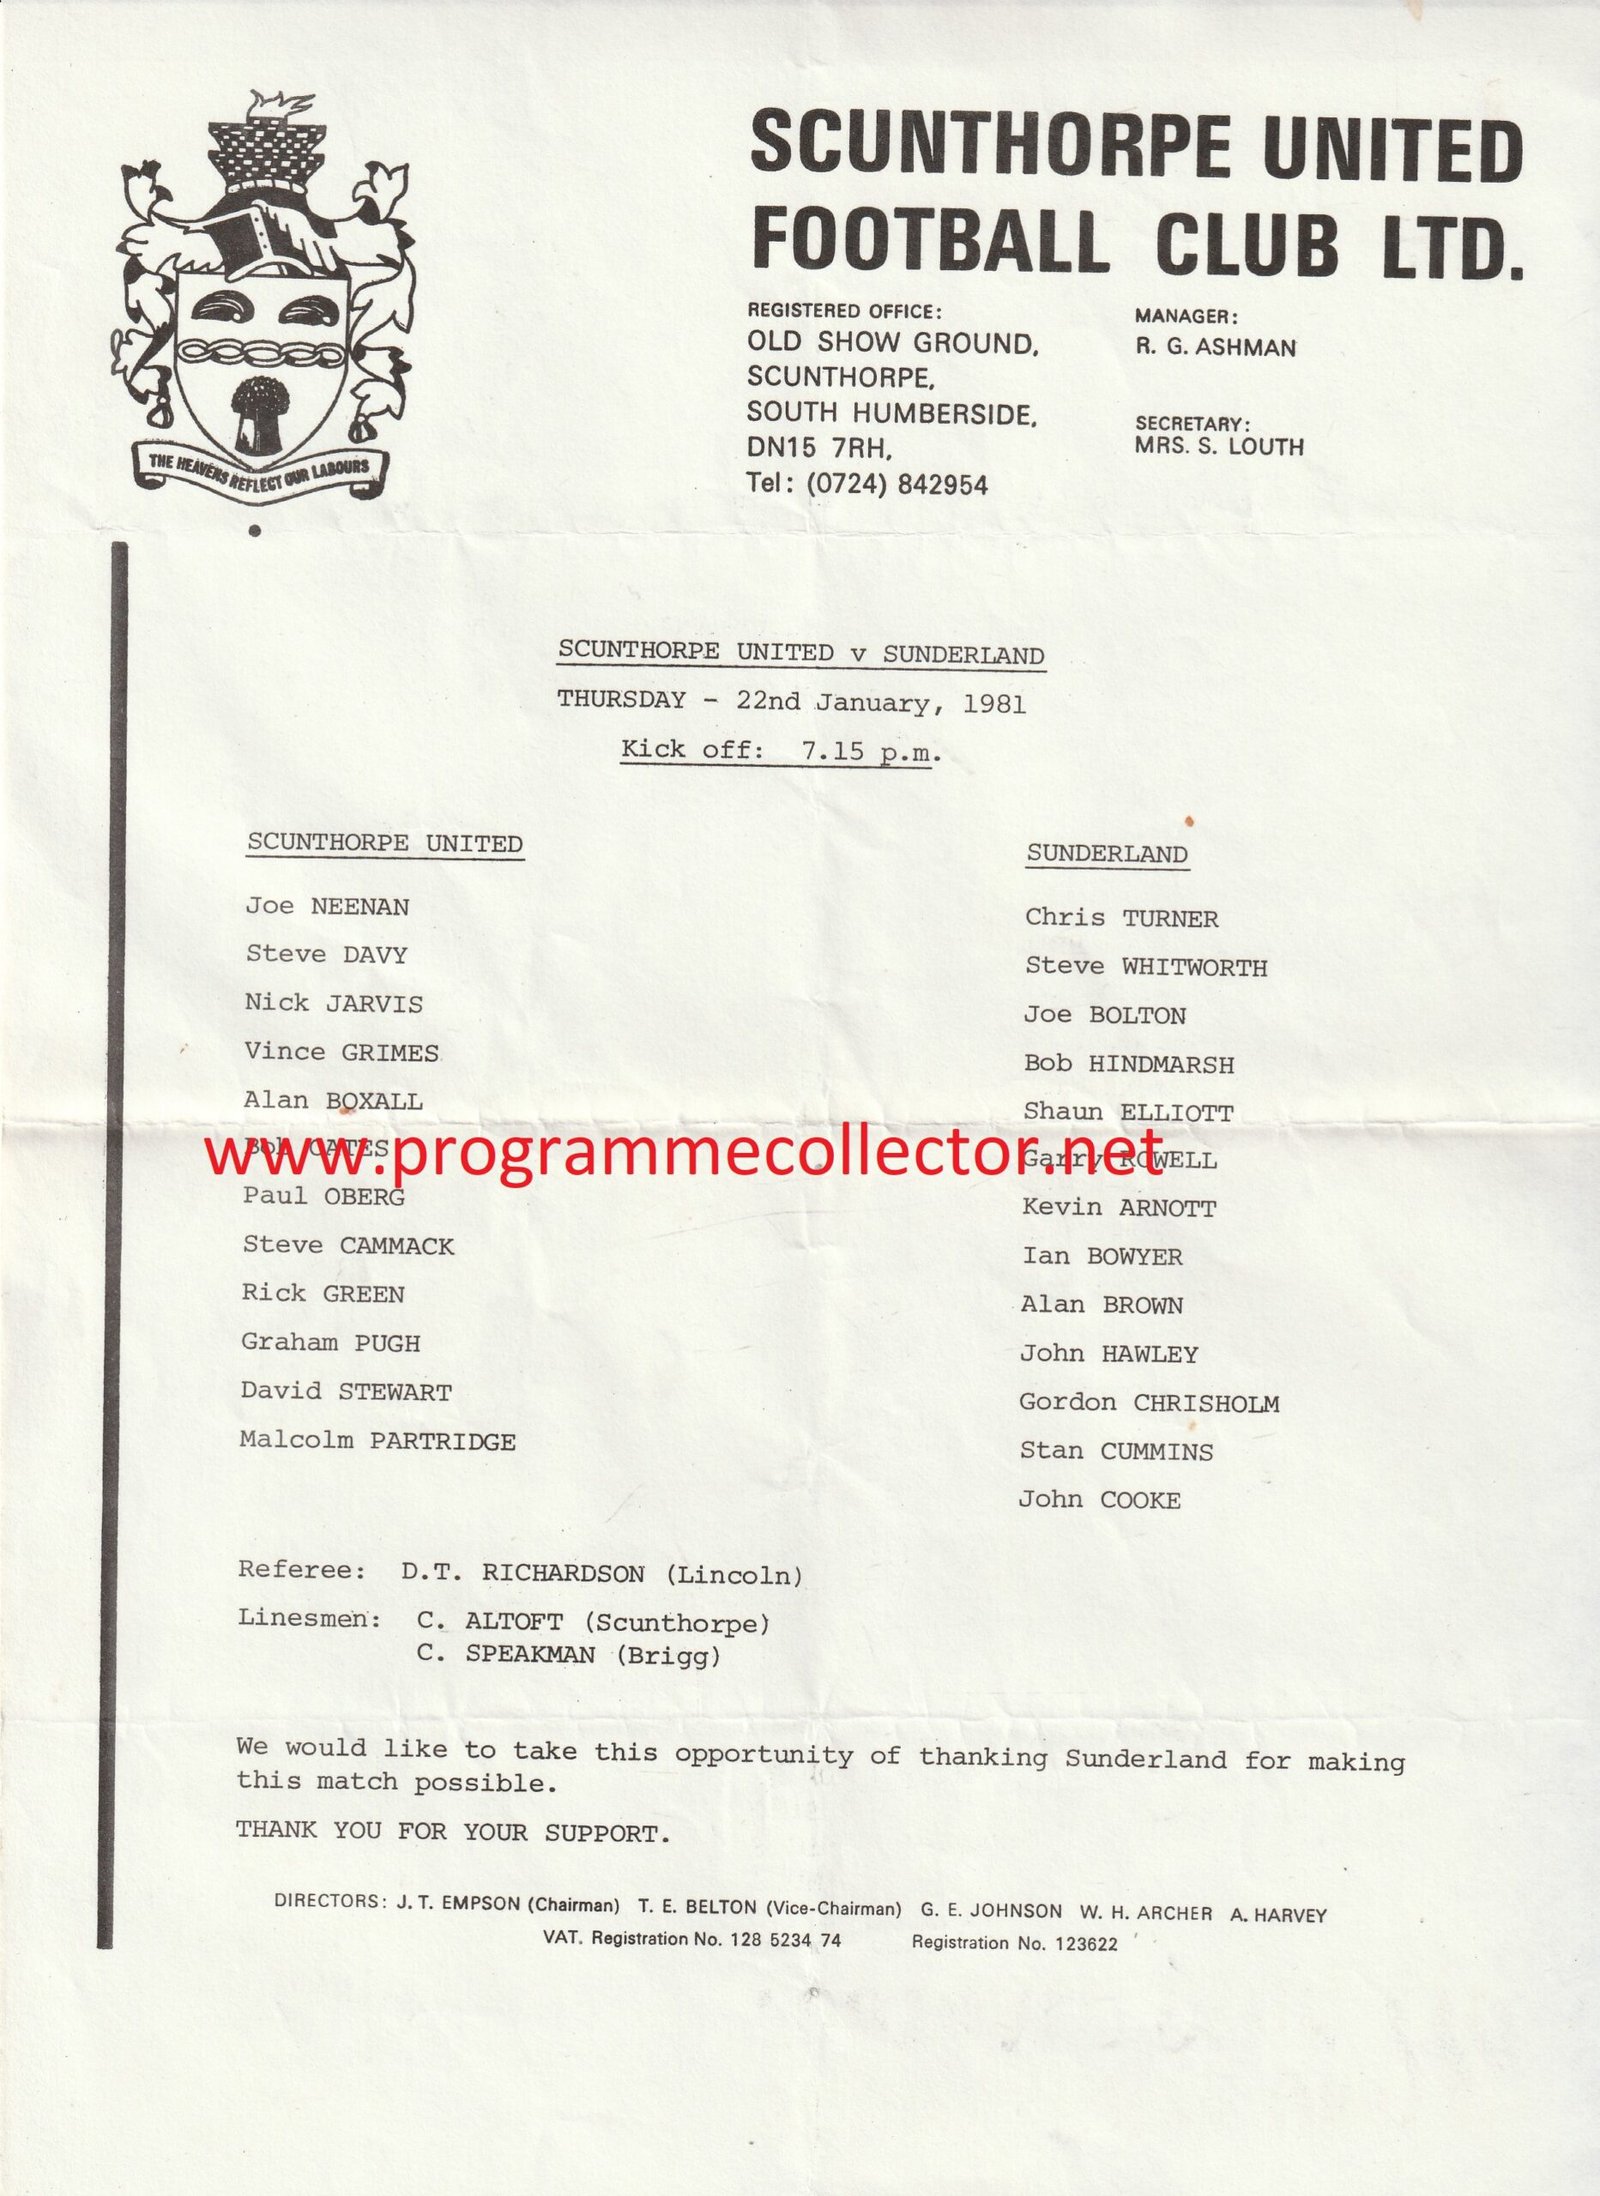 SCUNTHORPE UNITED
FOOTBALL CLUB LTD.
REGISTERED OFFICE:
OLD SHOW GROUND,
SCUNTHORPE,
SOUTH HUMBERSIDE,
DN15 7RH,
Tel: (0724) 842954
MANAGER:
R. G. ASHMAN
SECRETARY:
MRS. S. LOUTH
THE HEAVENS REFLECT OUR LABOURS
SCUNTHORPE UNITED v SUNDERLAND
THURSDAY - 22nd January, 1981
Kick off: 7.15 p.m.
SCUNTHORPE UNITED
Joe NEENAN
Steve DAVY
Nick JARVIS
Vince GRIMES
Alan BOXALL
Bob OATES
Paul OBERG
Steve CAMMACK
Rick GREEN
Graham PUGH
David STEWART
Malcolm PARTRIDGE
SUNDERLAND
Chris TURNER
Steve WHITWORTH
Joe BOLTON
Bob HINDMARSH
Shaun ELLIOTT
Garry ROWELL
Kevin ARNOTT
Ian BOWYER
Alan BROWN
John HAWLEY
Gordon CHRISHOLM
Stan CUMMINS
John COOKE
www.programmecollector.net
Referee: D.T. RICHARDSON (Lincoln)
Linesmen: C. ALTOFT (Scunthorpe)
C. SPEAKMAN (Brigg)
We would like to take this opportunity of thanking Sunderland for making
this match possible.
THANK YOU FOR YOUR SUPPORT.
DIRECTORS: J. T. EMPSON (Chairman) T. E. BELTON (Vice-Chairman) G. E. JOHNSON W. H. ARCHER A. HARVEY
VAT. Registration No. 128 5234 74 Registration No. 123622